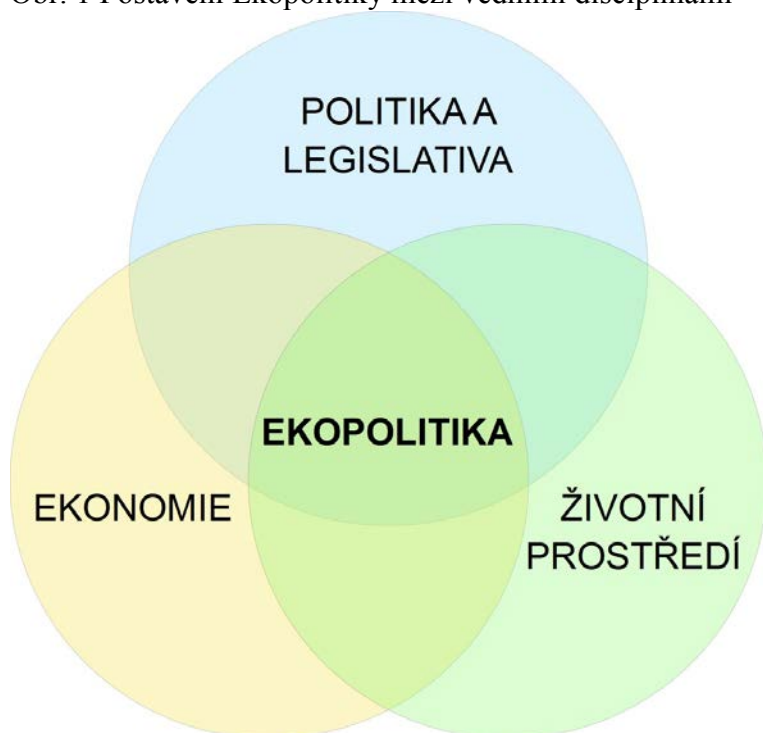 Obr. 1 Postavení Ekopolitiky mezi vědními disciplínami
POLITIKA A
LEGISLATIVA
EKOPOLITIKA
EKONOMIE
ŽIVOTNÍ
PROSTŘEDÍ